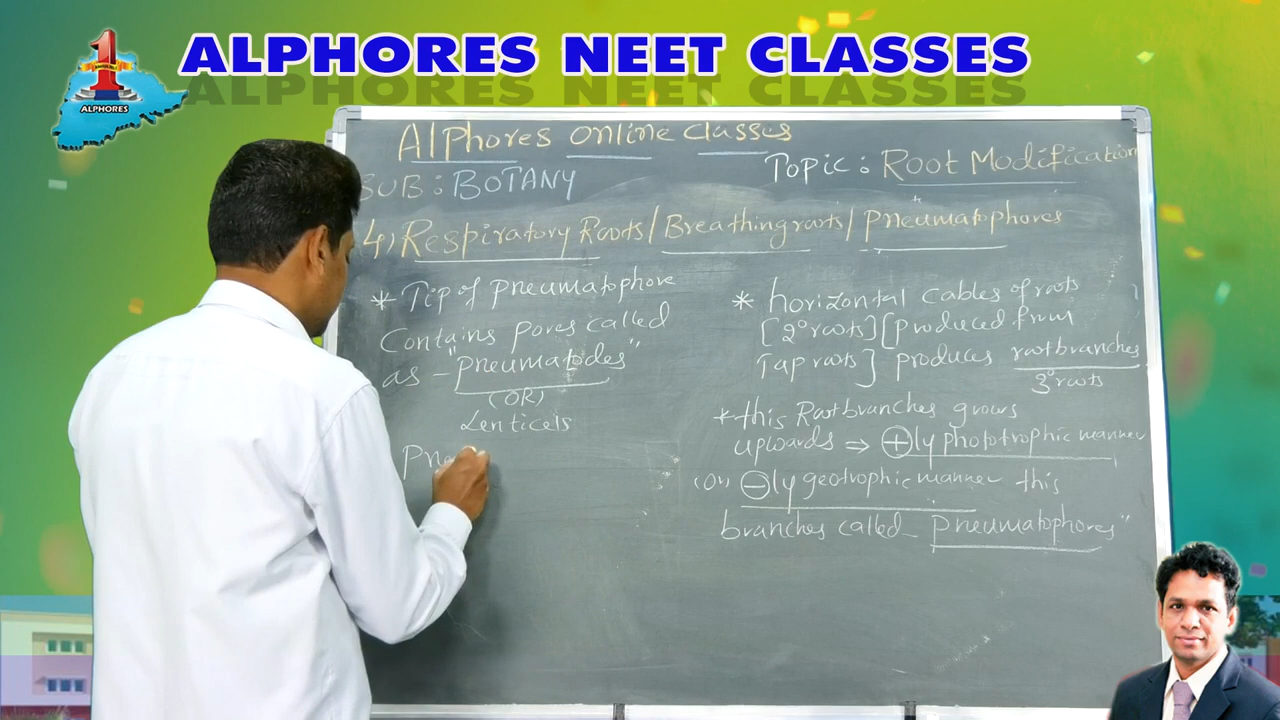 ALPHORES NEET CLASSES
1
ALPHORES
Alphores online classes
SUB: BOTANY
Topic: Root Modification
4) Respiratory Roots/Breathing roots/Pneumatophores
* Tip of pneumatophore
Contains pores called
as - "pneumatodes"
(OR)
Lenticels
Pne
* horizontal cables of roots
[2° roots] [produced from
Tap roots] produces root branches
3° roots
* this Root branches grows
upwards ⇒ ⊕ly phototrophic manner
(or) ⊖ly geotrophic manner this
branches called - pneumatophores"